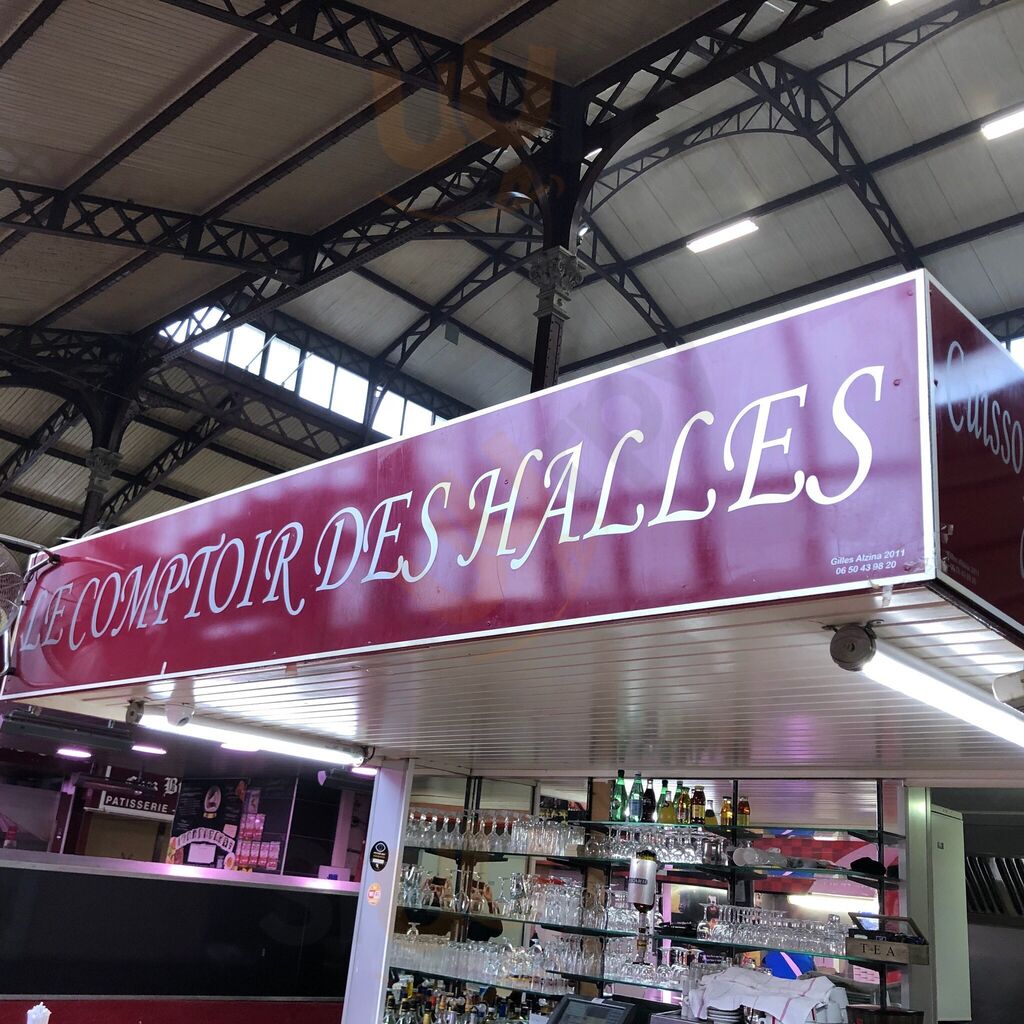 LE COMPTOIR DES HALLES
Gilles Alzina 2011
06 50 43 98 20
PATISSERIE
TEA